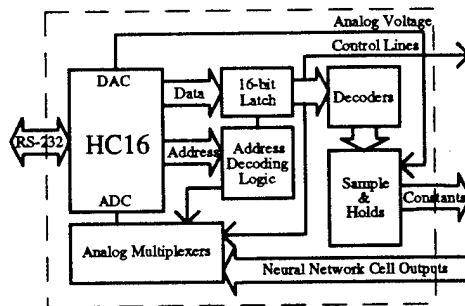 Analog Voltage
Control Lines
DAC
Data
16-bit
Latch
Decoders
RS-232
HC16
Address
Address
Decoding
Logic
Sample
&
Holds
Constants
ADC
Analog Multiplexers
Neural Network Cell Outputs